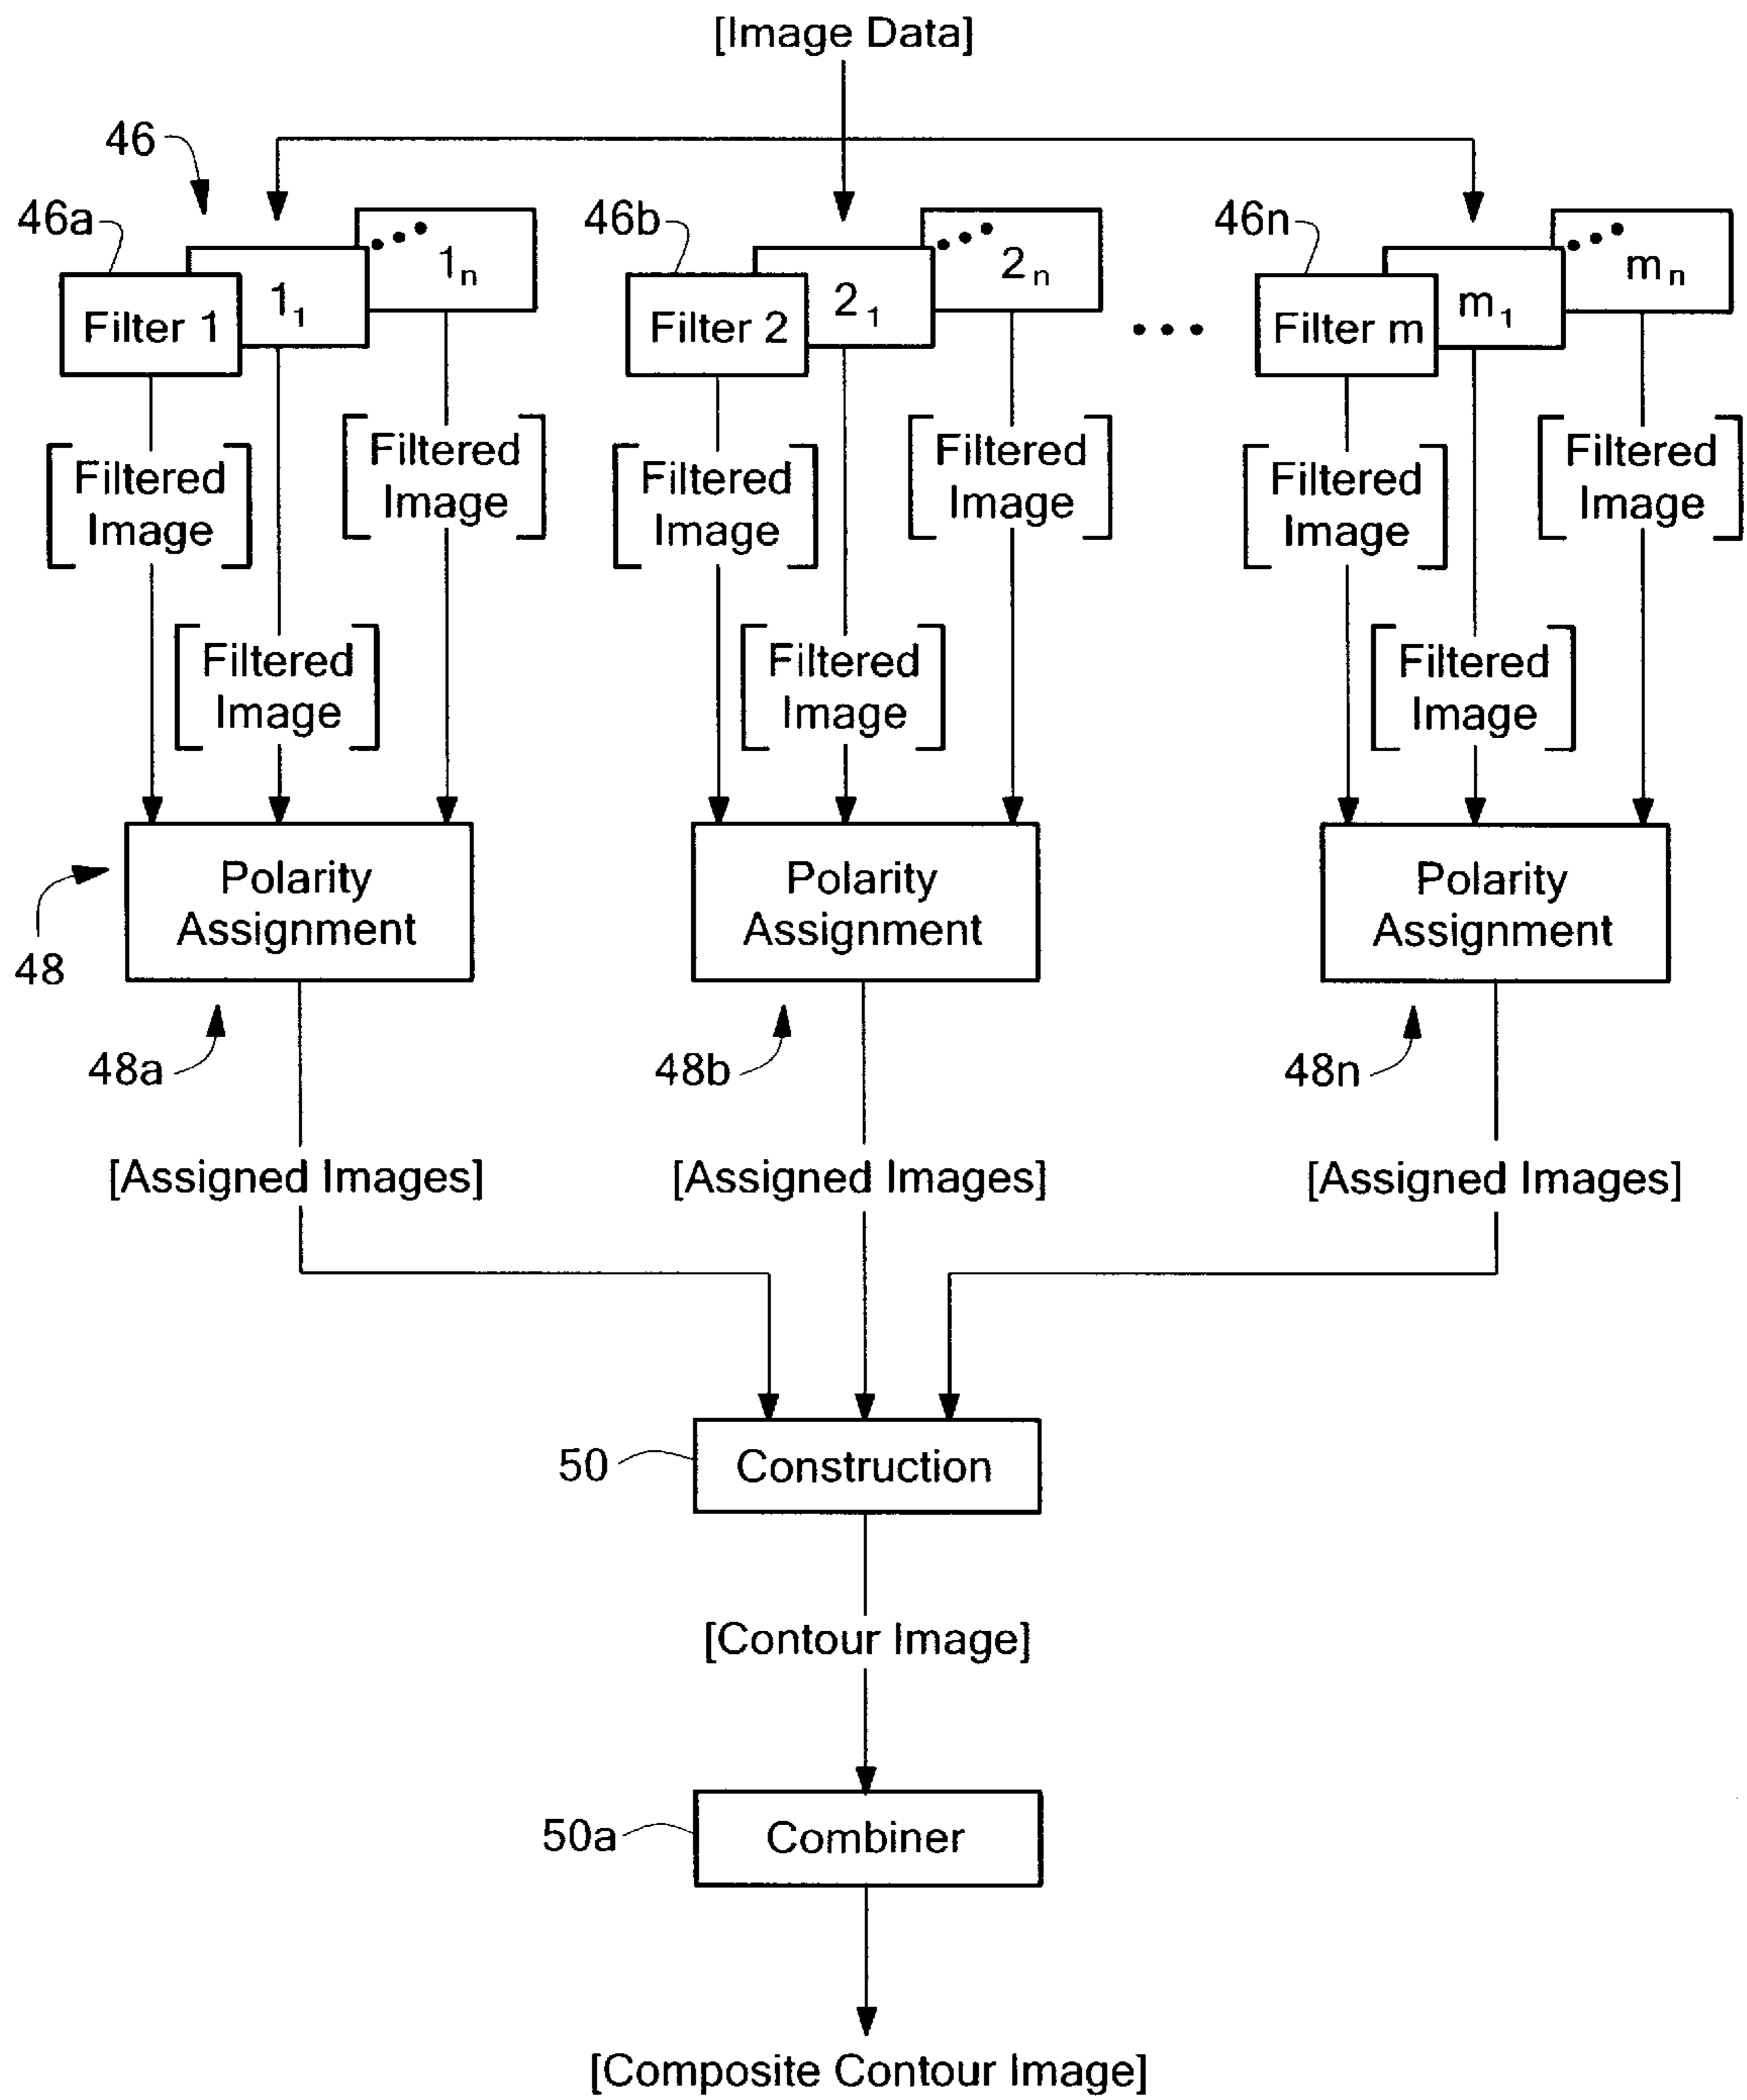 [Image Data]
46
46a
46b
46n
Filter 1
1₁
1ₙ
Filter 2
2₁
2ₙ
...
Filter m
m₁
mₙ
[Filtered
Image]
[Filtered
Image]
[Filtered
Image]
[Filtered
Image]
[Filtered
Image]
[Filtered
Image]
[Filtered
Image]
[Filtered
Image]
[Filtered
Image]
Polarity
Assignment
Polarity
Assignment
Polarity
Assignment
48
48a
48b
48n
[Assigned Images]
[Assigned Images]
[Assigned Images]
50
Construction
[Contour Image]
50a
Combiner
[Composite Contour Image]